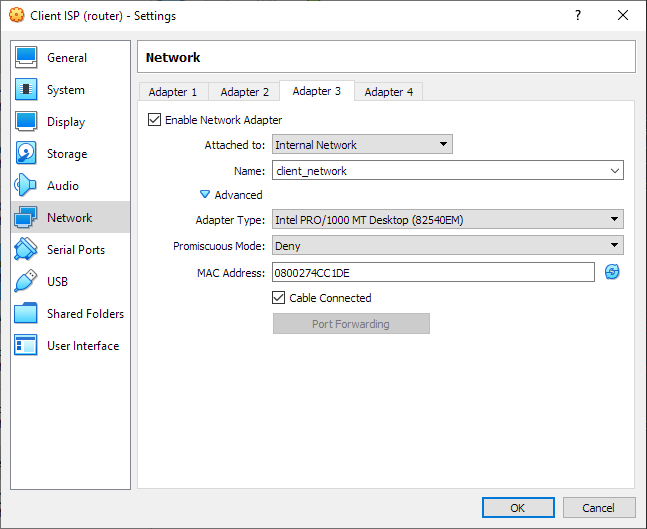 Client ISP (router) - Settings
?
General
System
Display
Storage
Audio
Network
Serial Ports
USB
Shared Folders
User Interface
Network
Adapter 1 Adapter 2 Adapter 3 Adapter 4
Enable Network Adapter
Attached to: Internal Network
Name: client_network
Advanced
Adapter Type: Intel PRO/1000 MT Desktop (82540EM)
Promiscuous Mode: Deny
MAC Address: 0800274CC1DE
Cable Connected
Port Forwarding
OK Cancel